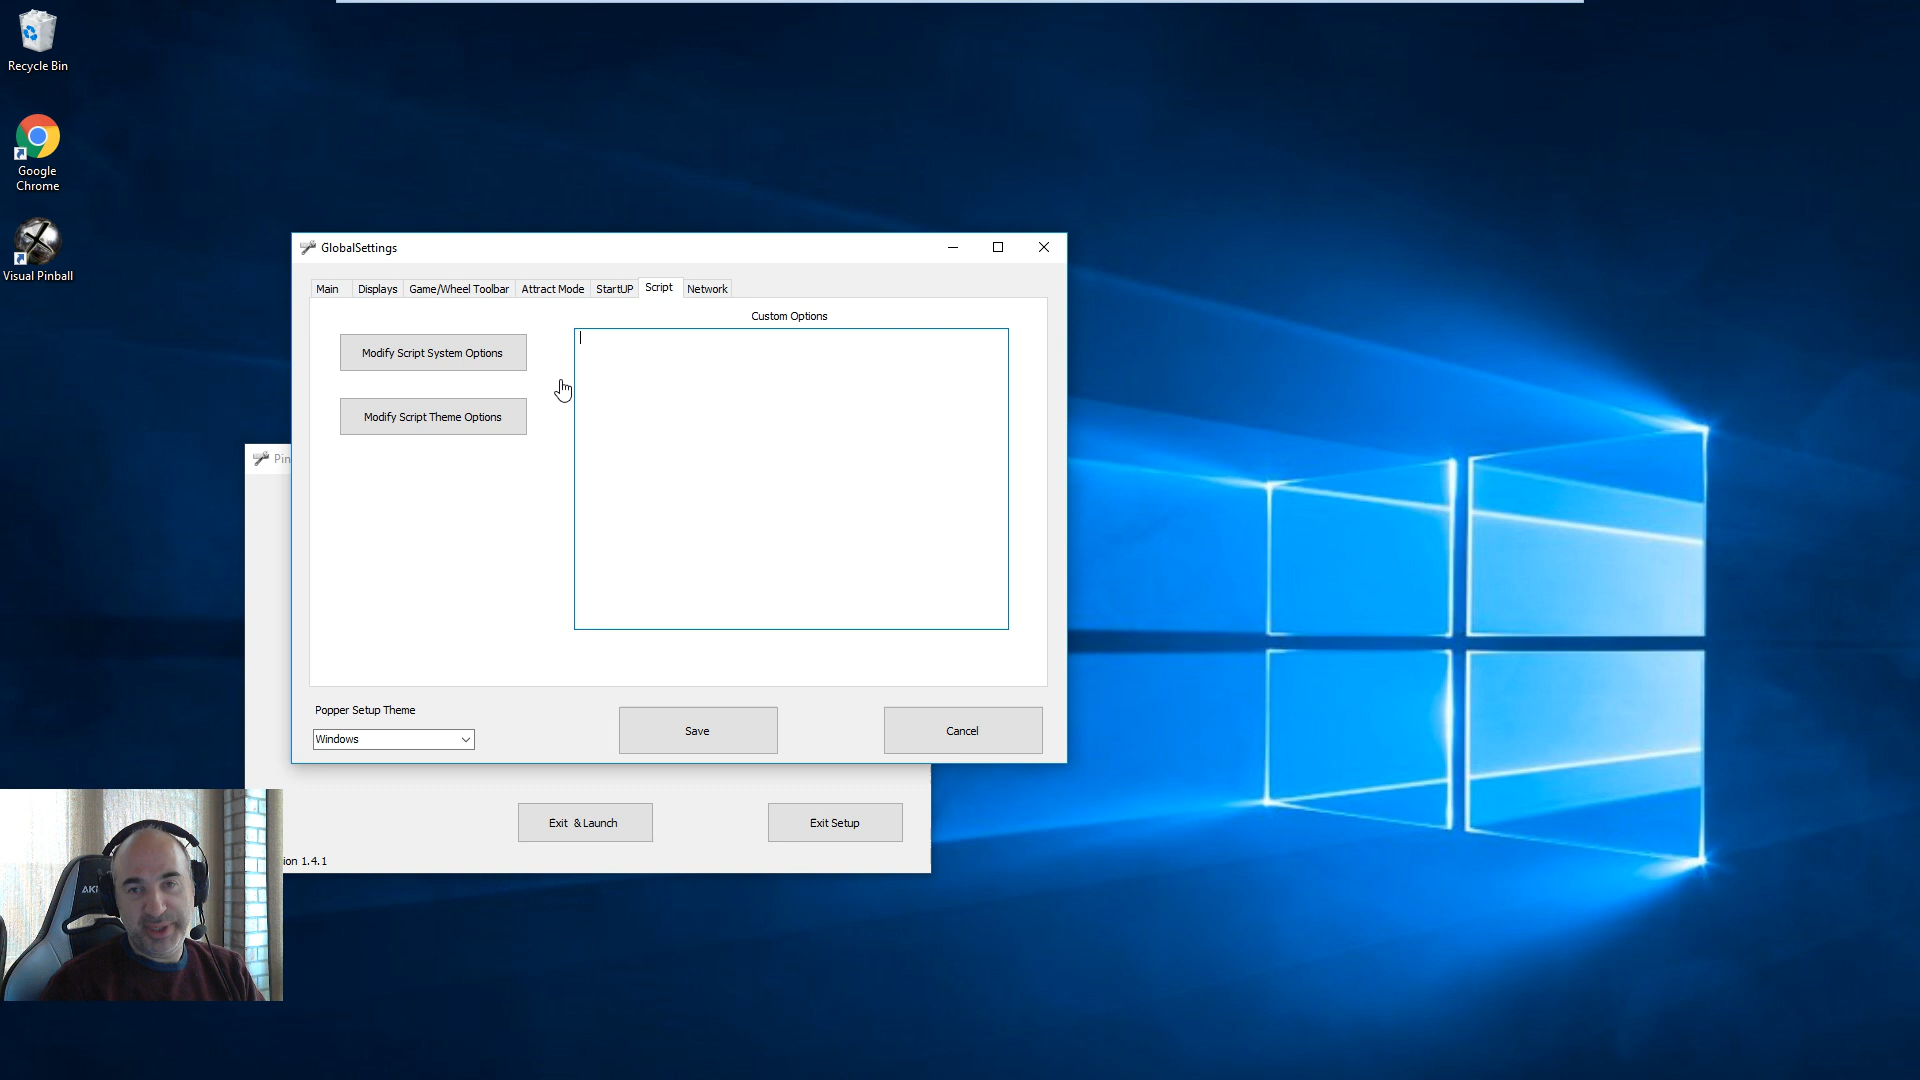 Recycle Bin
Google
Chrome
Visual Pinball
GlobalSettings
Main Displays Game/Wheel Toolbar Attract Mode StartUP Script Network
Custom Options
Modify Script System Options
Modify Script Theme Options
Pin
Popper Setup Theme
Windows
Save
Cancel
Exit & Launch
Exit Setup
ion 1.4.1
AK